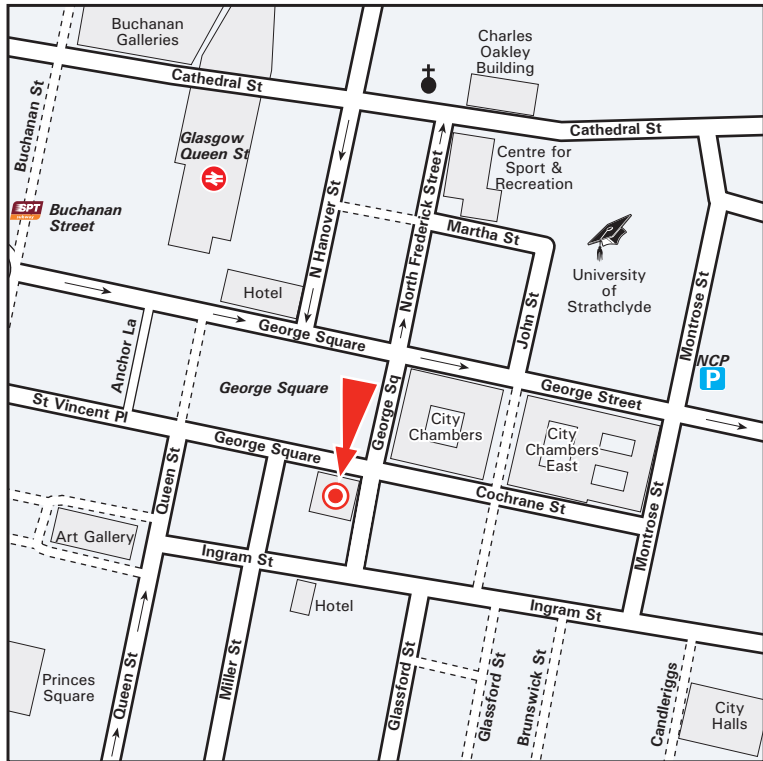 Buchanan
Galleries
Charles
Oakley
Building
Cathedral St
Cathedral St
Buchanan St
Glasgow
Queen St
Centre for
Sport &
Recreation
SPT
Buchanan
Street
N Hanover St
North Frederick Street
Martha St
University
of
Strathclyde
Hotel
George Square
John St
Montrose St
Anchor La
NCP
P
George Square
George Street
St Vincent Pl
George Sq
City
Chambers
City
Chambers
East
George Square
Queen St
Cochrane St
Montrose St
Art Gallery
Ingram St
Hotel
Ingram St
Princes
Square
Queen St
Miller St
Glassford St
Glassford St
Brunswick St
Candleriggs
City
Halls